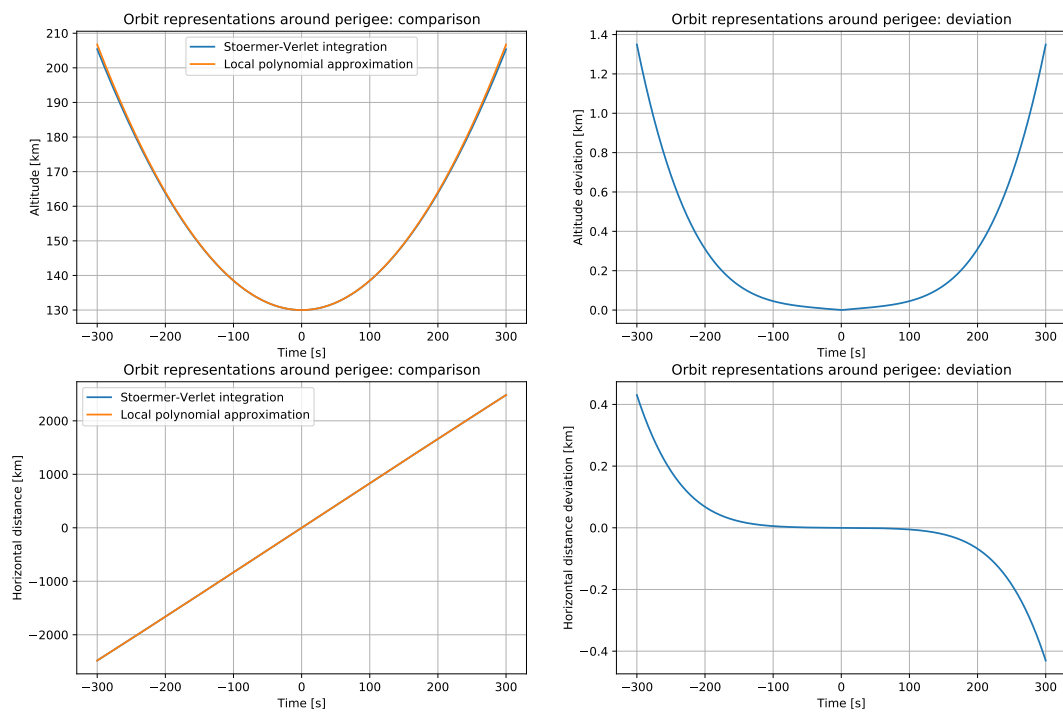 Orbit representations around perigee: comparison
Altitude [km]
210
200
190
180
170
160
150
140
130
Stoermer-Verlet integration
Local polynomial approximation
−300 −200 −100 0 100 200 300
Time [s]
Orbit representations around perigee: deviation
Altitude deviation [km]
1.4
1.2
1.0
0.8
0.6
0.4
0.2
0.0
−300 −200 −100 0 100 200 300
Time [s]
Orbit representations around perigee: comparison
Horizontal distance [km]
2000
1000
0
−1000
−2000
Stoermer-Verlet integration
Local polynomial approximation
−300 −200 −100 0 100 200 300
Time [s]
Orbit representations around perigee: deviation
Horizontal distance deviation [km]
0.4
0.2
0.0
−0.2
−0.4
−300 −200 −100 0 100 200 300
Time [s]